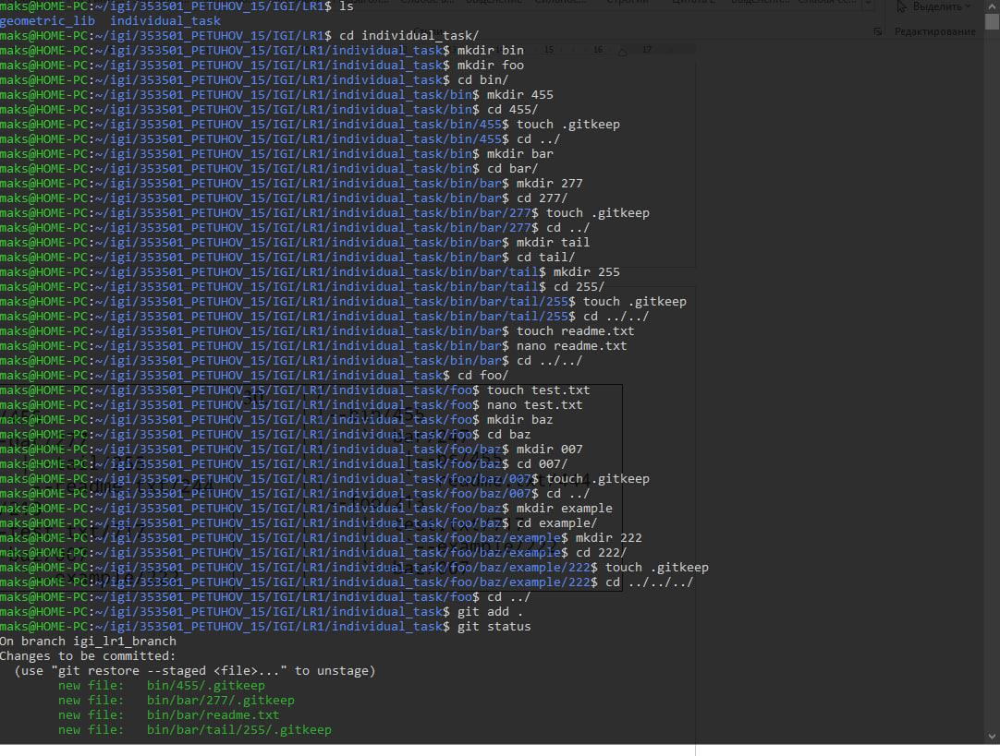 Выделить
Редактирование
15 16 17
maks@HOME-PC:~/igi/353501_PETUHOV_15/IGI/LR1$ ls
geometric_lib  individual_task
maks@HOME-PC:~/igi/353501_PETUHOV_15/IGI/LR1$ cd individual_task/
maks@HOME-PC:~/igi/353501_PETUHOV_15/IGI/LR1/individual_task$ mkdir bin
maks@HOME-PC:~/igi/353501_PETUHOV_15/IGI/LR1/individual_task$ mkdir foo
maks@HOME-PC:~/igi/353501_PETUHOV_15/IGI/LR1/individual_task$ cd bin/
maks@HOME-PC:~/igi/353501_PETUHOV_15/IGI/LR1/individual_task/bin$ mkdir 455
maks@HOME-PC:~/igi/353501_PETUHOV_15/IGI/LR1/individual_task/bin$ cd 455/
maks@HOME-PC:~/igi/353501_PETUHOV_15/IGI/LR1/individual_task/bin/455$ touch .gitkeep
maks@HOME-PC:~/igi/353501_PETUHOV_15/IGI/LR1/individual_task/bin/455$ cd ../
maks@HOME-PC:~/igi/353501_PETUHOV_15/IGI/LR1/individual_task/bin$ mkdir bar
maks@HOME-PC:~/igi/353501_PETUHOV_15/IGI/LR1/individual_task/bin$ cd bar/
maks@HOME-PC:~/igi/353501_PETUHOV_15/IGI/LR1/individual_task/bin/bar$ mkdir 277
maks@HOME-PC:~/igi/353501_PETUHOV_15/IGI/LR1/individual_task/bin/bar$ cd 277/
maks@HOME-PC:~/igi/353501_PETUHOV_15/IGI/LR1/individual_task/bin/bar/277$ touch .gitkeep
maks@HOME-PC:~/igi/353501_PETUHOV_15/IGI/LR1/individual_task/bin/bar/277$ cd ../
maks@HOME-PC:~/igi/353501_PETUHOV_15/IGI/LR1/individual_task/bin/bar$ mkdir tail
maks@HOME-PC:~/igi/353501_PETUHOV_15/IGI/LR1/individual_task/bin/bar$ cd tail/
maks@HOME-PC:~/igi/353501_PETUHOV_15/IGI/LR1/individual_task/bin/bar/tail$ mkdir 255
maks@HOME-PC:~/igi/353501_PETUHOV_15/IGI/LR1/individual_task/bin/bar/tail$ cd 255/
maks@HOME-PC:~/igi/353501_PETUHOV_15/IGI/LR1/individual_task/bin/bar/tail/255$ touch .gitkeep
maks@HOME-PC:~/igi/353501_PETUHOV_15/IGI/LR1/individual_task/bin/bar/tail/255$ cd ../../
maks@HOME-PC:~/igi/353501_PETUHOV_15/IGI/LR1/individual_task/bin/bar$ touch readme.txt
maks@HOME-PC:~/igi/353501_PETUHOV_15/IGI/LR1/individual_task/bin/bar$ nano readme.txt
maks@HOME-PC:~/igi/353501_PETUHOV_15/IGI/LR1/individual_task/bin/bar$ cd ../../
maks@HOME-PC:~/igi/353501_PETUHOV_15/IGI/LR1/individual_task$ cd foo/
maks@HOME-PC:~/igi/353501_PETUHOV_15/IGI/LR1/individual_task/foo$ touch test.txt
maks@HOME-PC:~/igi/353501_PETUHOV_15/IGI/LR1/individual_task/foo$ nano test.txt
maks@HOME-PC:~/igi/353501_PETUHOV_15/IGI/LR1/individual_task/foo$ mkdir baz
maks@HOME-PC:~/igi/353501_PETUHOV_15/IGI/LR1/individual_task/foo$ cd baz
maks@HOME-PC:~/igi/353501_PETUHOV_15/IGI/LR1/individual_task/foo/baz$ mkdir 007
maks@HOME-PC:~/igi/353501_PETUHOV_15/IGI/LR1/individual_task/foo/baz$ cd 007/
maks@HOME-PC:~/igi/353501_PETUHOV_15/IGI/LR1/individual_task/foo/baz/007$ touch .gitkeep
maks@HOME-PC:~/igi/353501_PETUHOV_15/IGI/LR1/individual_task/foo/baz/007$ cd ../
maks@HOME-PC:~/igi/353501_PETUHOV_15/IGI/LR1/individual_task/foo/baz$ mkdir example
maks@HOME-PC:~/igi/353501_PETUHOV_15/IGI/LR1/individual_task/foo/baz$ cd example/
maks@HOME-PC:~/igi/353501_PETUHOV_15/IGI/LR1/individual_task/foo/baz/example$ mkdir 222
maks@HOME-PC:~/igi/353501_PETUHOV_15/IGI/LR1/individual_task/foo/baz/example$ cd 222/
maks@HOME-PC:~/igi/353501_PETUHOV_15/IGI/LR1/individual_task/foo/baz/example/222$ touch .gitkeep
maks@HOME-PC:~/igi/353501_PETUHOV_15/IGI/LR1/individual_task/foo/baz/example/222$ cd ../../../
maks@HOME-PC:~/igi/353501_PETUHOV_15/IGI/LR1/individual_task/foo$ cd ../
maks@HOME-PC:~/igi/353501_PETUHOV_15/IGI/LR1/individual_task$ git add .
maks@HOME-PC:~/igi/353501_PETUHOV_15/IGI/LR1/individual_task$ git status
On branch igi_lr1_branch
Changes to be committed:
  (use "git restore --staged <file>..." to unstage)
        new file:   bin/455/.gitkeep
        new file:   bin/bar/277/.gitkeep
        new file:   bin/bar/readme.txt
        new file:   bin/bar/tail/255/.gitkeep